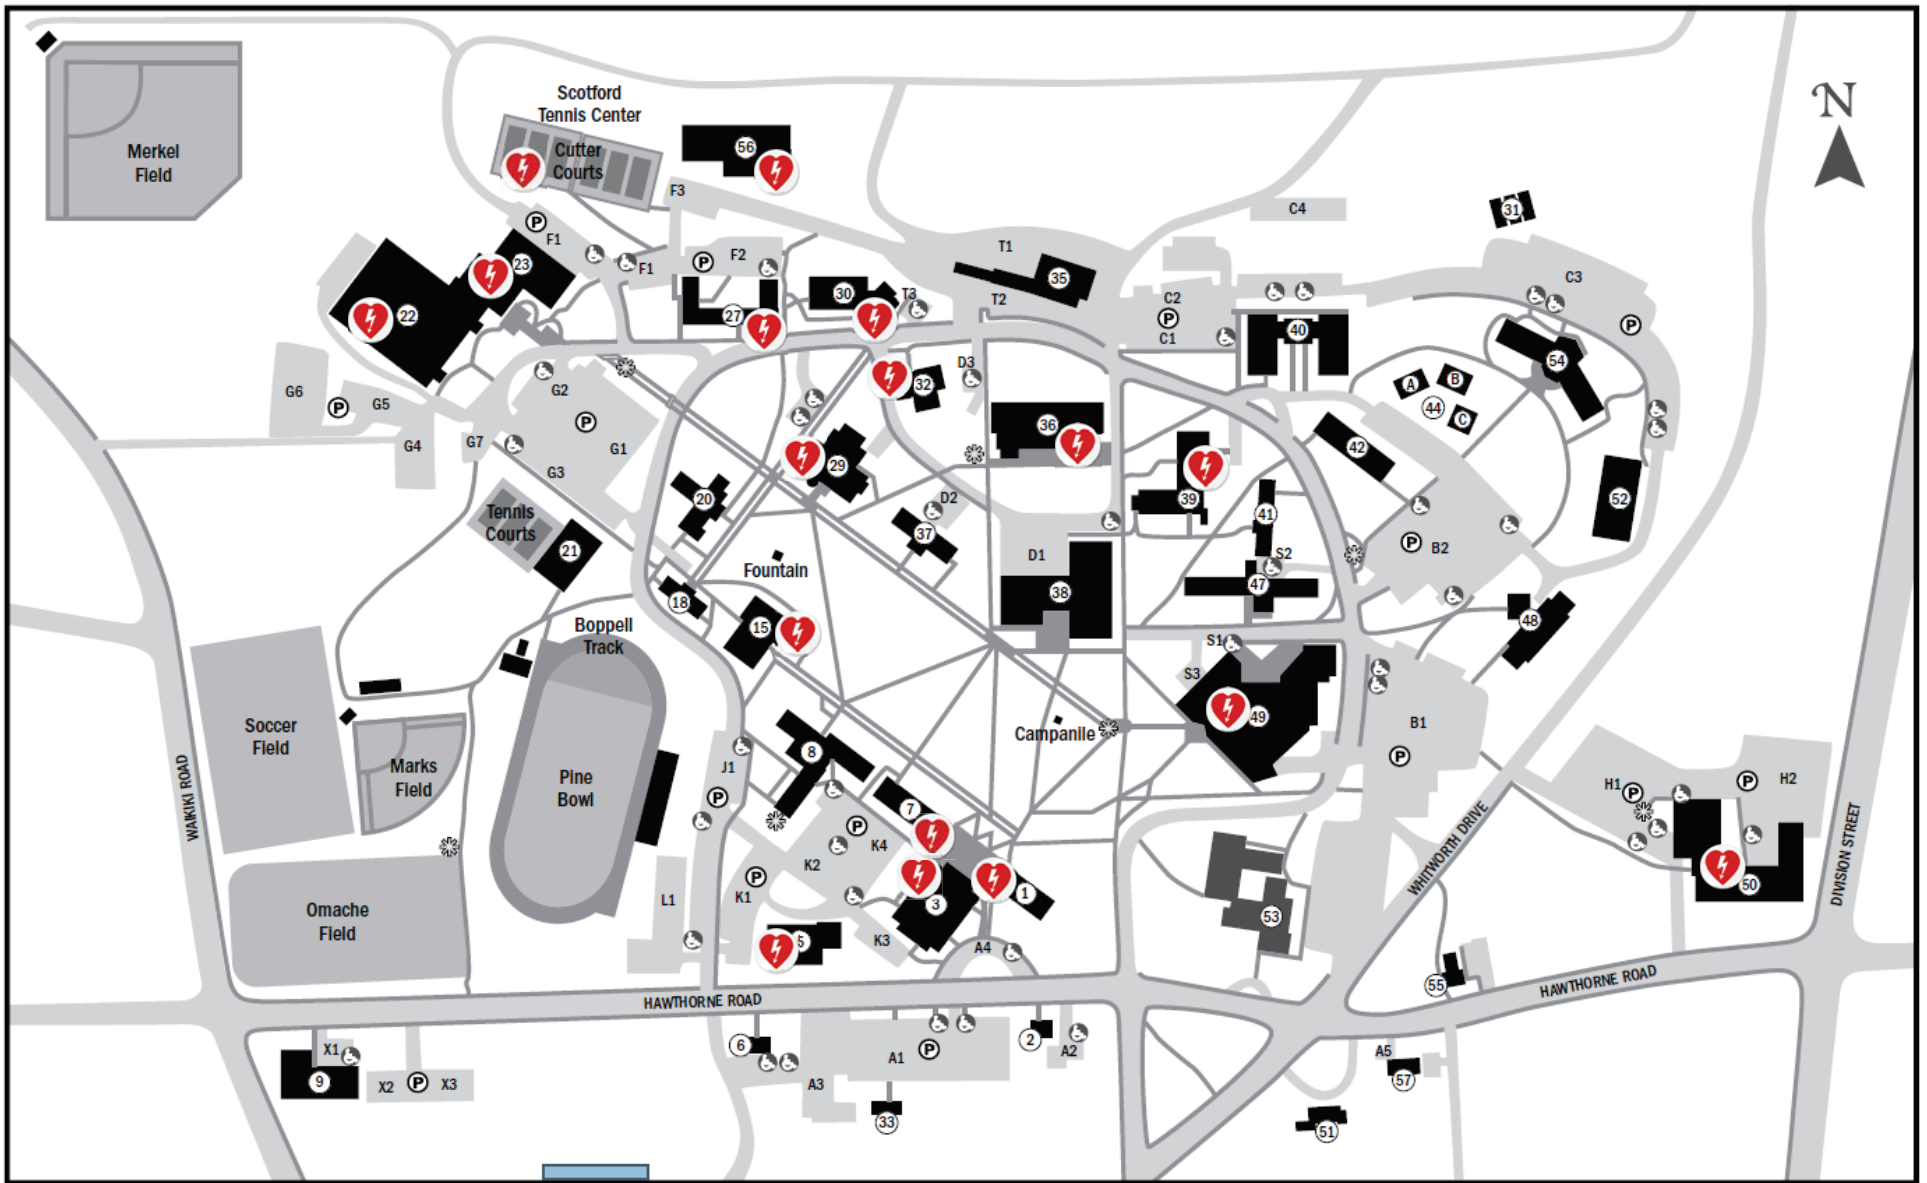 N
Scotford
Tennis Center
Cutter
Courts
Merkel
Field
56
F3
P
F1
23
22
F1
P
F2
27
30
T3
T1
35
T2
C4
31
C3
P
C2
P
C1
40
54
A
B
44
C
G6
P
G5
G4
G7
G2
P
G1
G3
32
D3
36
29
20
D2
37
39
41
S2
42
P
B2
52
Tennis
Courts
21
Fountain
D1
38
47
48
18
15
Boppell
Track
S1
S3
49
B1
P
Soccer
Field
Marks
Field
Pine
Bowl
Campanile
8
J1
P
7
P
K4
K2
P
K1
L1
1
3
5
K3
A4
WAIKIKI ROAD
Omache
Field
53
WHITWORTH DRIVE
H1
P
P
H2
50
DIVISION STREET
55
HAWTHORNE ROAD
HAWTHORNE ROAD
X1
9
X2
P
X3
6
A1
P
A3
33
2
A2
A5
57
51